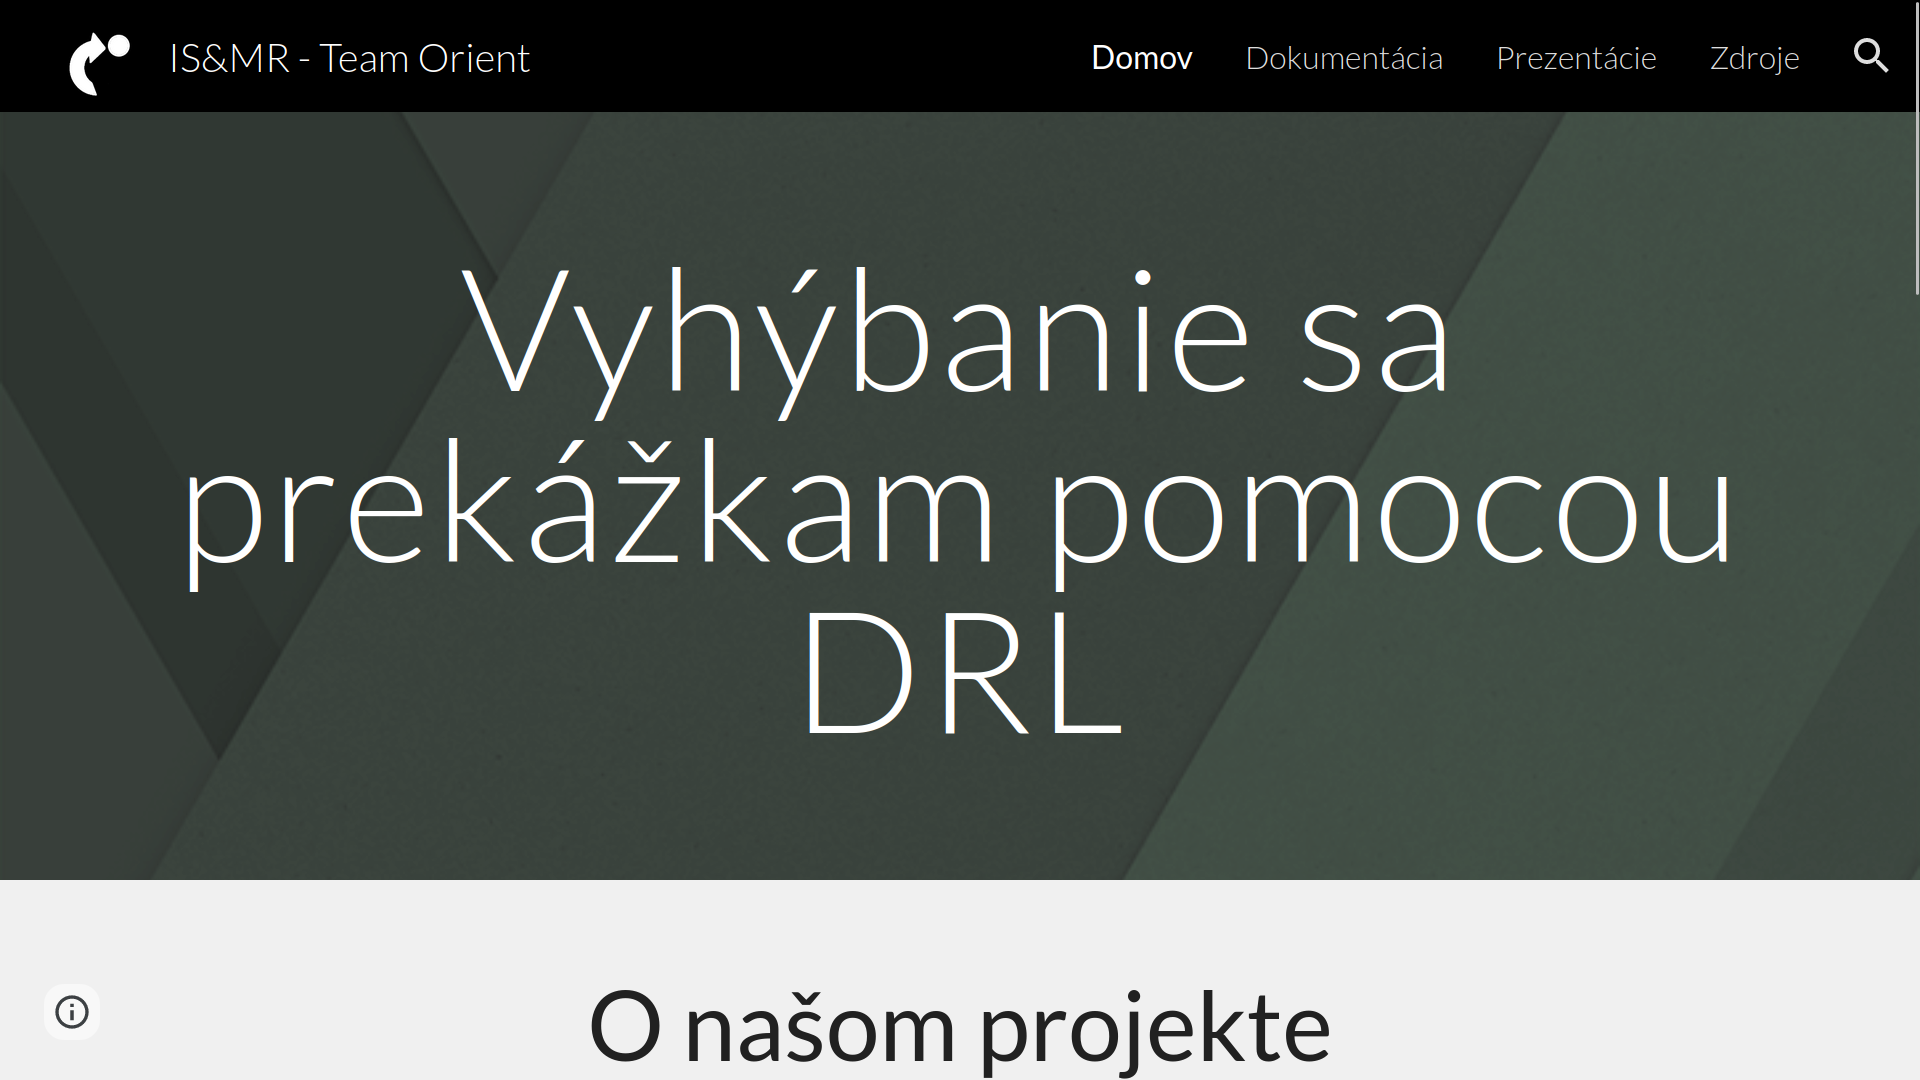 IS&MR - Team Orient
Domov Dokumentácia Prezentácie Zdroje
Vyhýbanie sa
prekážkam pomocou
DRL
O našom projekte